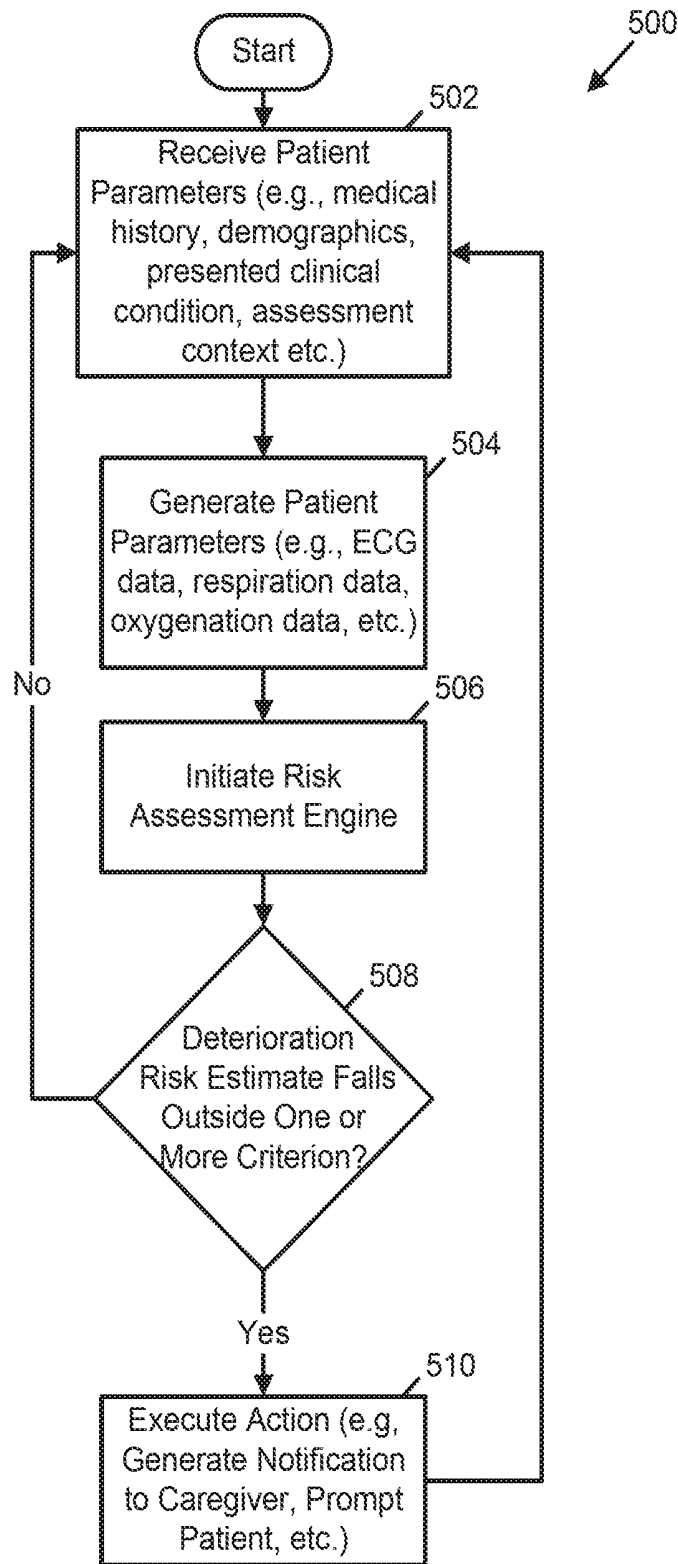 500
Start
502
Receive Patient
Parameters (e.g., medical
history, demographics,
presented clinical
condition, assessment
context etc.)
504
Generate Patient
Parameters (e.g., ECG
data, respiration data,
oxygenation data, etc.)
No
506
Initiate Risk
Assessment Engine
508
Deterioration
Risk Estimate Falls
Outside One or
More Criterion?
Yes
510
Execute Action (e.g,
Generate Notification
to Caregiver, Prompt
Patient, etc.)